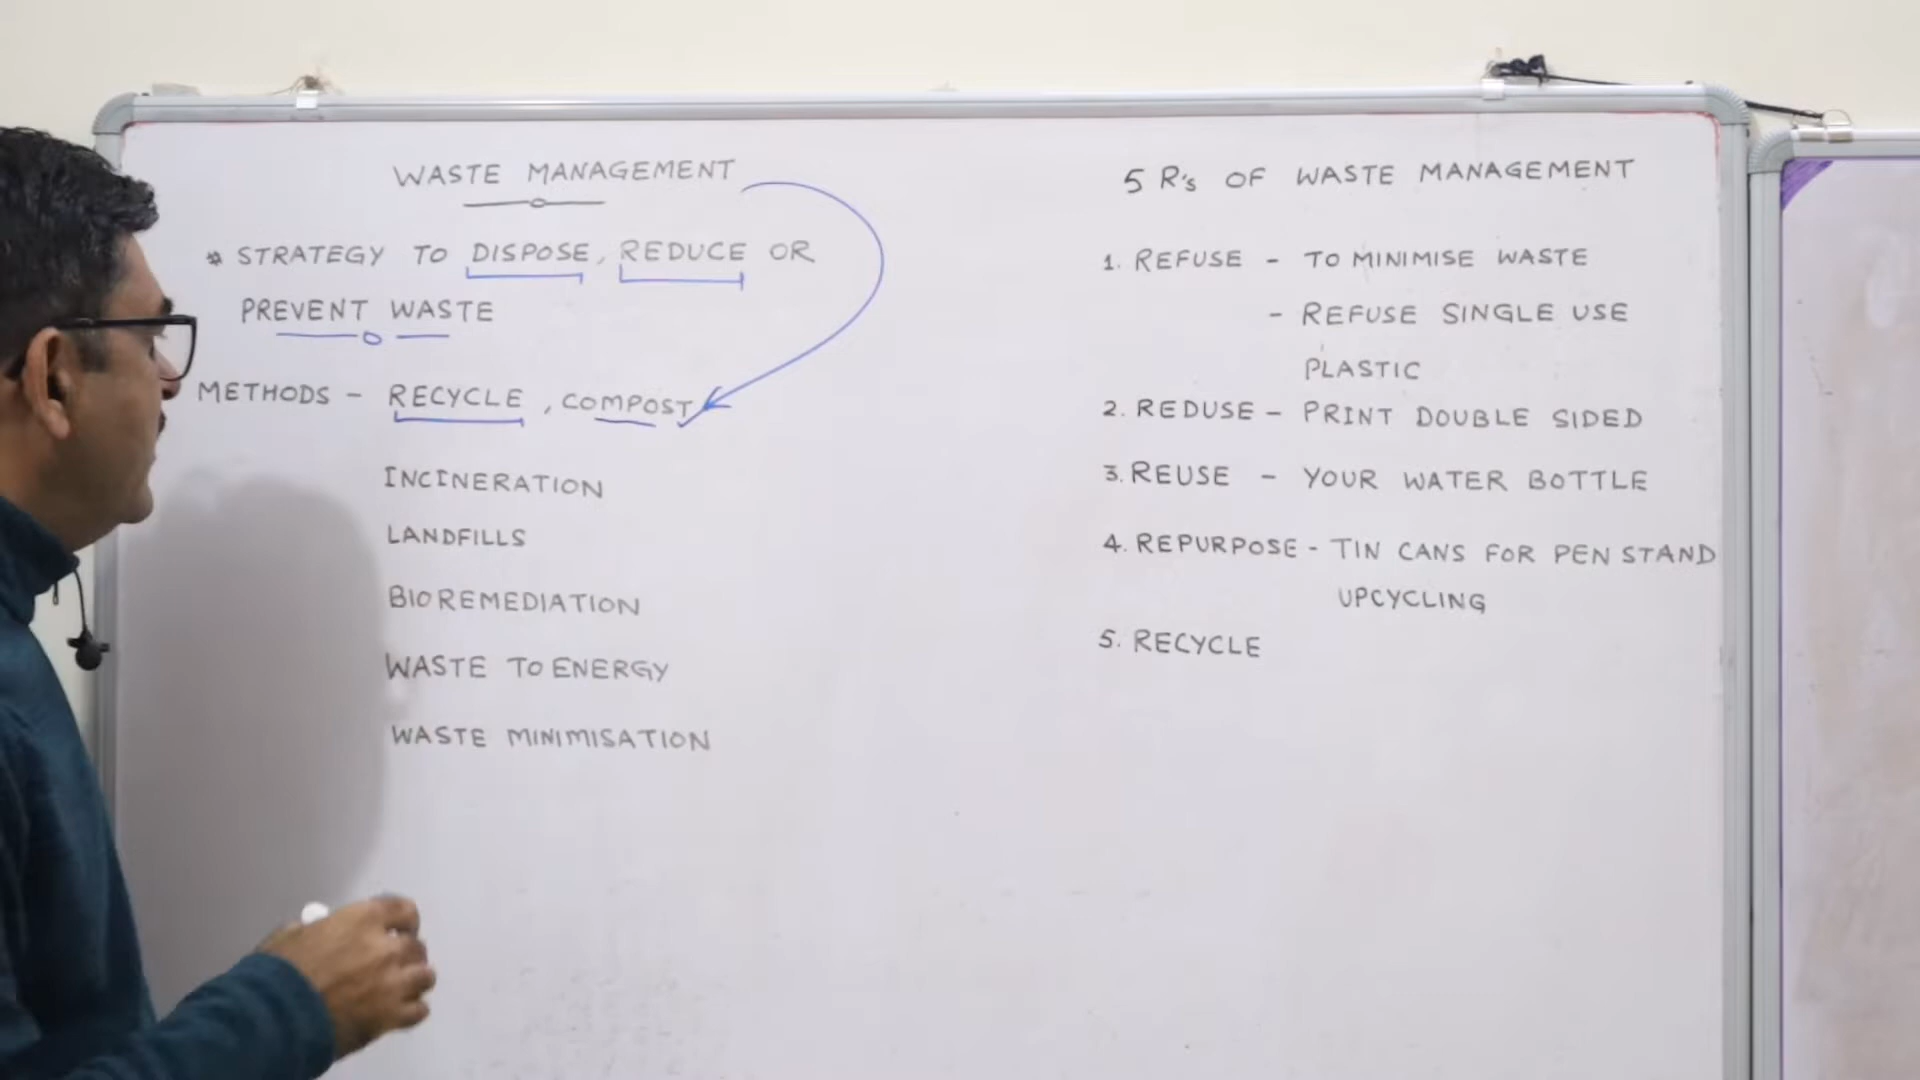 WASTE MANAGEMENT
* STRATEGY TO DISPOSE, REDUCE OR
PREVENT WASTE
METHODS - RECYCLE, COMPOST
INCINERATION
LANDFILLS
BIOREMEDIATION
WASTE TO ENERGY
WASTE MINIMISATION
5 R's OF WASTE MANAGEMENT
1. REFUSE - TO MINIMISE WASTE
- REFUSE SINGLE USE
PLASTIC
2. REDUSE - PRINT DOUBLE SIDED
3. REUSE - YOUR WATER BOTTLE
4. REPURPOSE - TIN CANS FOR PEN STAND
UPCYCLING
5. RECYCLE